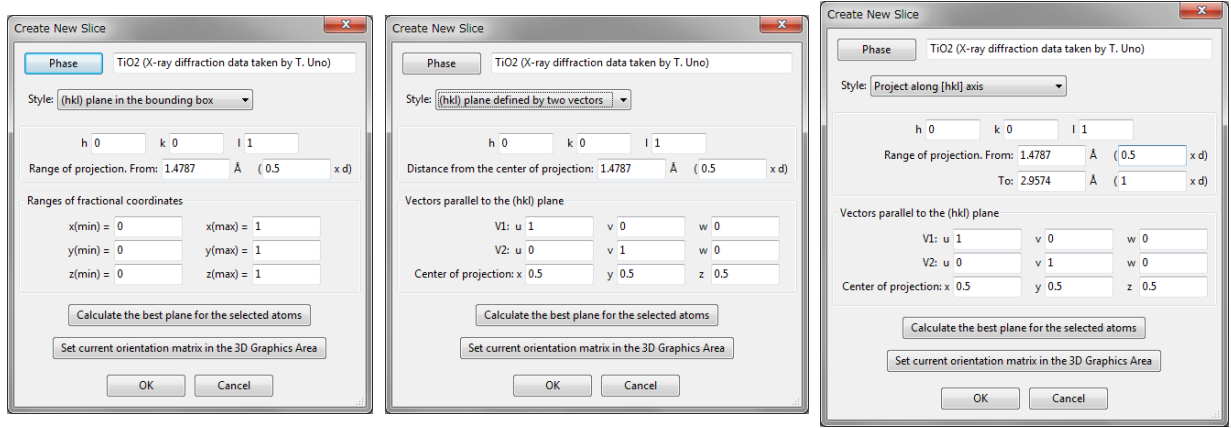 Create New Slice
Phase TiO2 (X-ray diffraction data taken by T. Uno)
Style: (hkl) plane in the bounding box
h 0 k 0 l 1
Range of projection. From: 1.4787 Å ( 0.5 x d)
Ranges of fractional coordinates
x(min) = 0 x(max) = 1
y(min) = 0 y(max) = 1
z(min) = 0 z(max) = 1
Calculate the best plane for the selected atoms
Set current orientation matrix in the 3D Graphics Area
OK Cancel
Create New Slice
Phase TiO2 (X-ray diffraction data taken by T. Uno)
Style: (hkl) plane defined by two vectors
h 0 k 0 l 1
Distance from the center of projection: 1.4787 Å ( 0.5 x d)
Vectors parallel to the (hkl) plane
V1: u 1 v 0 w 0
V2: u 0 v 1 w 0
Center of projection: x 0.5 y 0.5 z 0.5
Calculate the best plane for the selected atoms
Set current orientation matrix in the 3D Graphics Area
OK Cancel
Create New Slice
Phase TiO2 (X-ray diffraction data taken by T. Uno)
Style: Project along [hkl] axis
h 0 k 0 l 1
Range of projection. From: 1.4787 Å ( 0.5 x d)
To: 2.9574 Å ( 1 x d)
Vectors parallel to the (hkl) plane
V1: u 1 v 0 w 0
V2: u 0 v 1 w 0
Center of projection: x 0.5 y 0.5 z 0.5
Calculate the best plane for the selected atoms
Set current orientation matrix in the 3D Graphics Area
OK Cancel